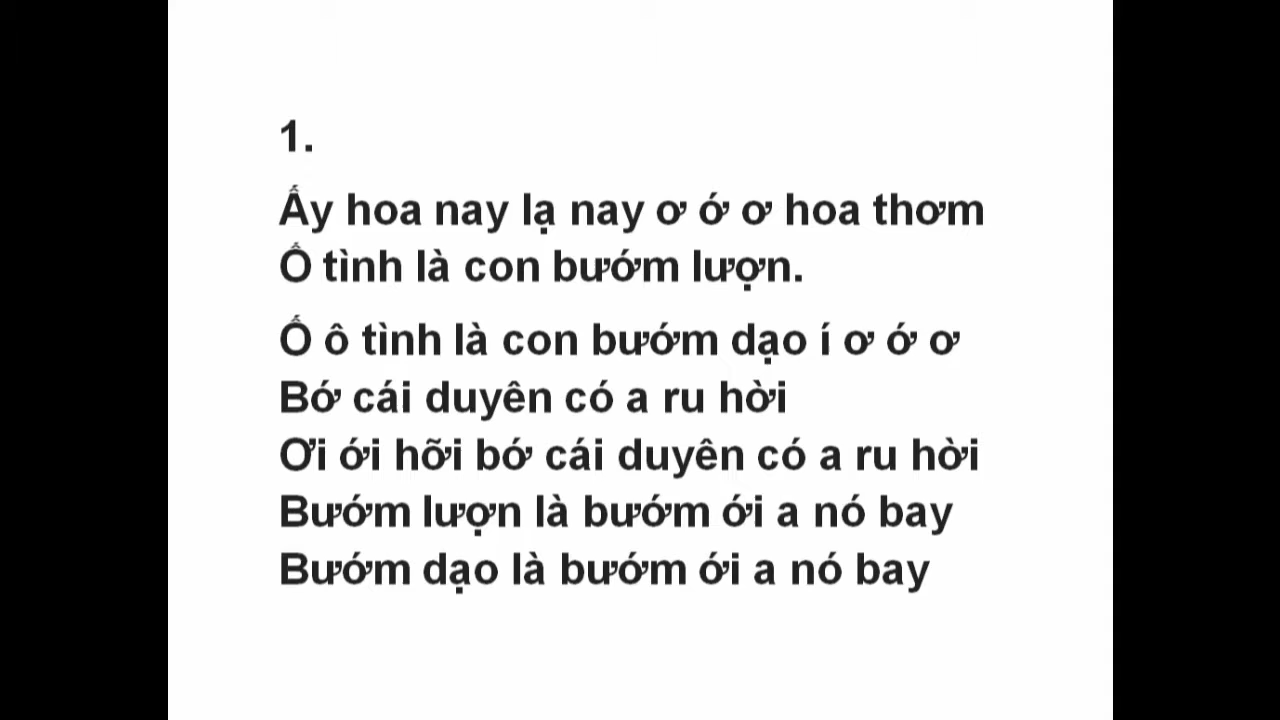 1.
Ấy hoa nay lạ nay ơ ớ ơ hoa thơm
Ỗ tình là con bướm lượn.
Ỗ ô tình là con bướm dạo í ơ ớ ơ
Bớ cái duyên có a ru hời
Ơi ới hỡi bớ cái duyên có a ru hời
Bướm lượn là bướm ới a nó bay
Bướm dạo là bướm ới a nó bay